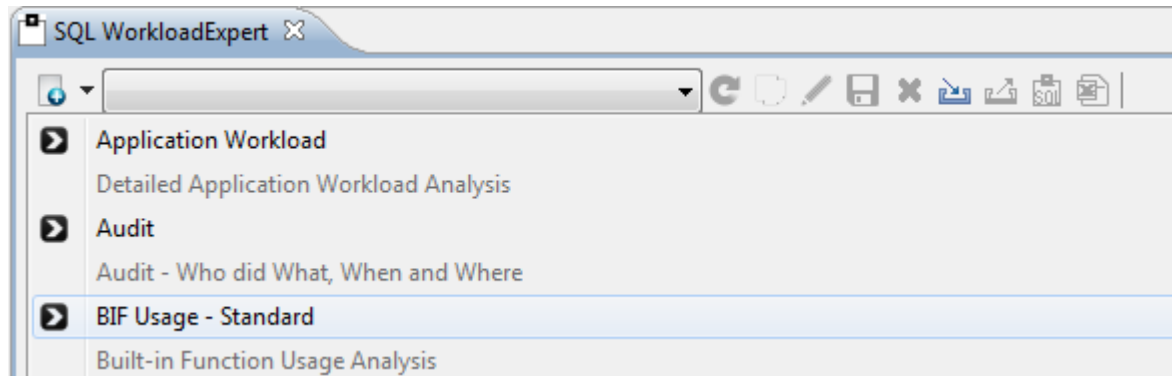 SQL WorkloadExpert
SQL
Application Workload
Detailed Application Workload Analysis
Audit
Audit - Who did What, When and Where
BIF Usage - Standard
Built-in Function Usage Analysis